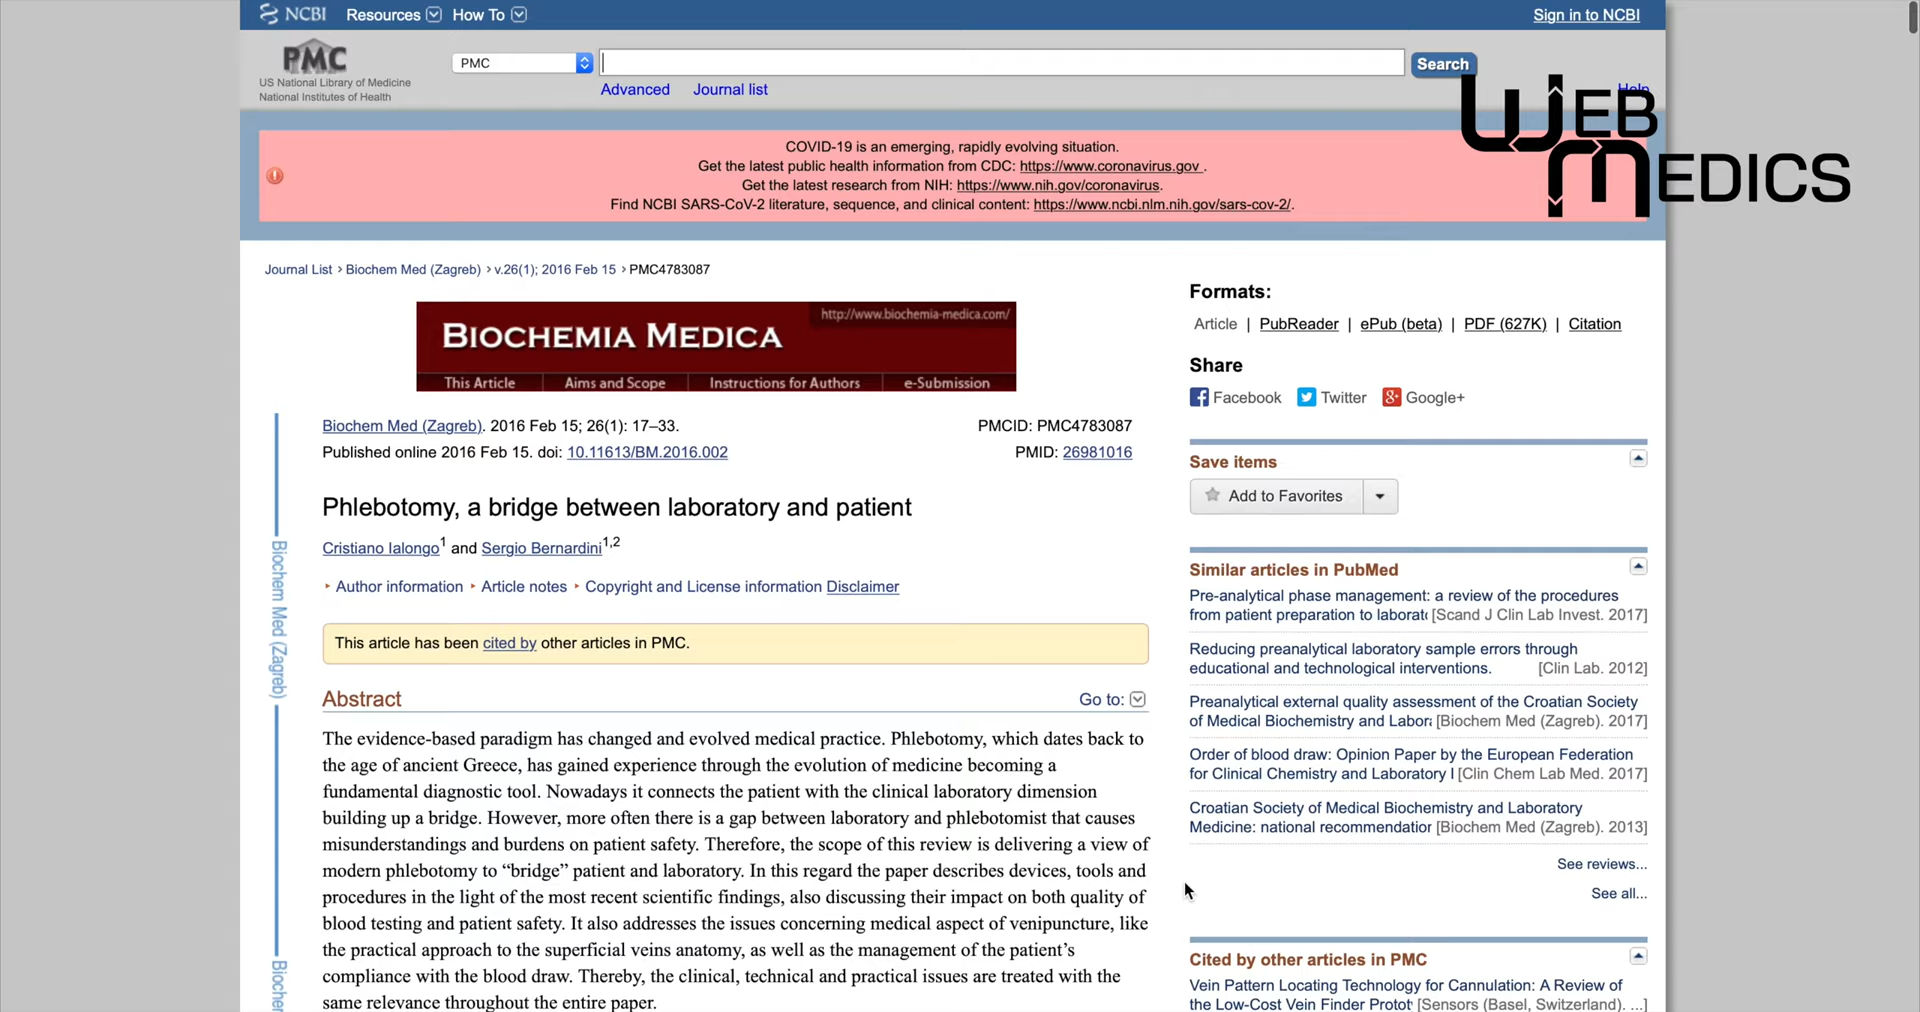 NCBI Resources How To Sign in to NCBI
PMC
US National Library of Medicine
National Institutes of Health
PMC
Search
Advanced Journal list
Help
WEB
MEDICS
COVID-19 is an emerging, rapidly evolving situation.
Get the latest public health information from CDC: https://www.coronavirus.gov .
Get the latest research from NIH: https://www.nih.gov/coronavirus.
Find NCBI SARS-CoV-2 literature, sequence, and clinical content: https://www.ncbi.nlm.nih.gov/sars-cov-2/.
Journal List > Biochem Med (Zagreb) > v.26(1); 2016 Feb 15 > PMC4783087
http://www.biochemia-medica.com/
BIOCHEMIA MEDICA
This Article Aims and Scope Instructions for Authors e-Submission
Biochem Med (Zagreb). 2016 Feb 15; 26(1): 17–33. PMCID: PMC4783087
Published online 2016 Feb 15. doi: 10.11613/BM.2016.002 PMID: 26981016
Phlebotomy, a bridge between laboratory and patient
Cristiano Ialongo1 and Sergio Bernardini1,2
Author information Article notes Copyright and License information Disclaimer
This article has been cited by other articles in PMC.
Abstract Go to:
The evidence-based paradigm has changed and evolved medical practice. Phlebotomy, which dates back to
the age of ancient Greece, has gained experience through the evolution of medicine becoming a
fundamental diagnostic tool. Nowadays it connects the patient with the clinical laboratory dimension
building up a bridge. However, more often there is a gap between laboratory and phlebotomist that causes
misunderstandings and burdens on patient safety. Therefore, the scope of this review is delivering a view of
modern phlebotomy to “bridge” patient and laboratory. In this regard the paper describes devices, tools and
procedures in the light of the most recent scientific findings, also discussing their impact on both quality of
blood testing and patient safety. It also addresses the issues concerning medical aspect of venipuncture, like
the practical approach to the superficial veins anatomy, as well as the management of the patient’s
compliance with the blood draw. Thereby, the clinical, technical and practical issues are treated with the
same relevance throughout the entire paper.
Biochem Med (Zagreb)
Biocher
Formats:
Article | PubReader | ePub (beta) | PDF (627K) | Citation
Share
Facebook Twitter Google+
Save items
Add to Favorites
Similar articles in PubMed
Pre-analytical phase management: a review of the procedures
from patient preparation to laborat [Scand J Clin Lab Invest. 2017]
Reducing preanalytical laboratory sample errors through
educational and technological interventions. [Clin Lab. 2012]
Preanalytical external quality assessment of the Croatian Society
of Medical Biochemistry and Labor [Biochem Med (Zagreb). 2017]
Order of blood draw: Opinion Paper by the European Federation
for Clinical Chemistry and Laboratory [Clin Chem Lab Med. 2017]
Croatian Society of Medical Biochemistry and Laboratory
Medicine: national recommendation [Biochem Med (Zagreb). 2013]
See reviews...
See all...
Cited by other articles in PMC
Vein Pattern Locating Technology for Cannulation: A Review of
the Low-Cost Vein Finder Protot [Sensors (Basel, Switzerland). ...]